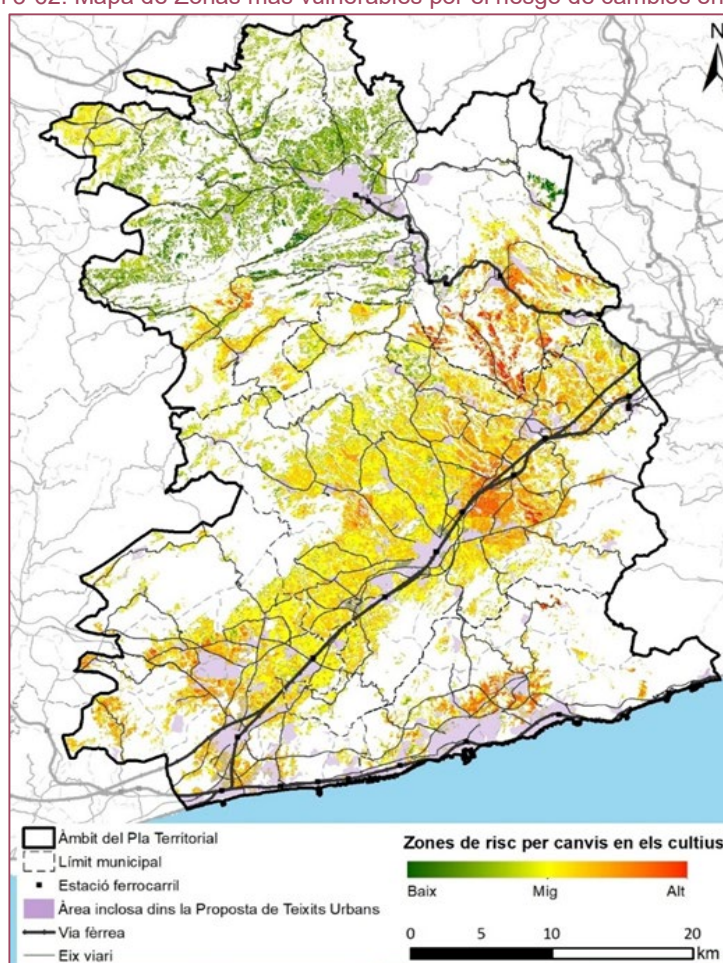 Mapa de Zonas más vulnerables por el riesgo de cambios en
N
Àmbit del Pla Territorial
Límit municipal
Estació ferrocarril
Àrea inclosa dins la Proposta de Teixits Urbans
Via fèrrea
Eix viari
Zones de risc per canvis en els cultius
Baix Mig Alt
0 5 10 20
km